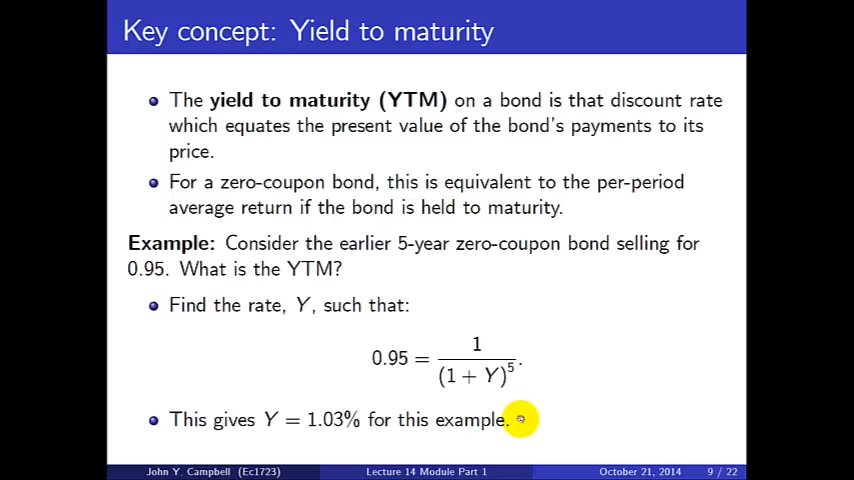 Key concept: Yield to maturity
The yield to maturity (YTM) on a bond is that discount rate
which equates the present value of the bond's payments to its
price.
For a zero-coupon bond, this is equivalent to the per-period
average return if the bond is held to maturity.
Example: Consider the earlier 5-year zero-coupon bond selling for
0.95. What is the YTM?
Find the rate, Y, such that:
0.95 = 1 / (1 + Y)^5.
This gives Y = 1.03% for this example.
John Y. Campbell (Ec1723) Lecture 14 Module Part 1 October 21, 2014 9 / 22